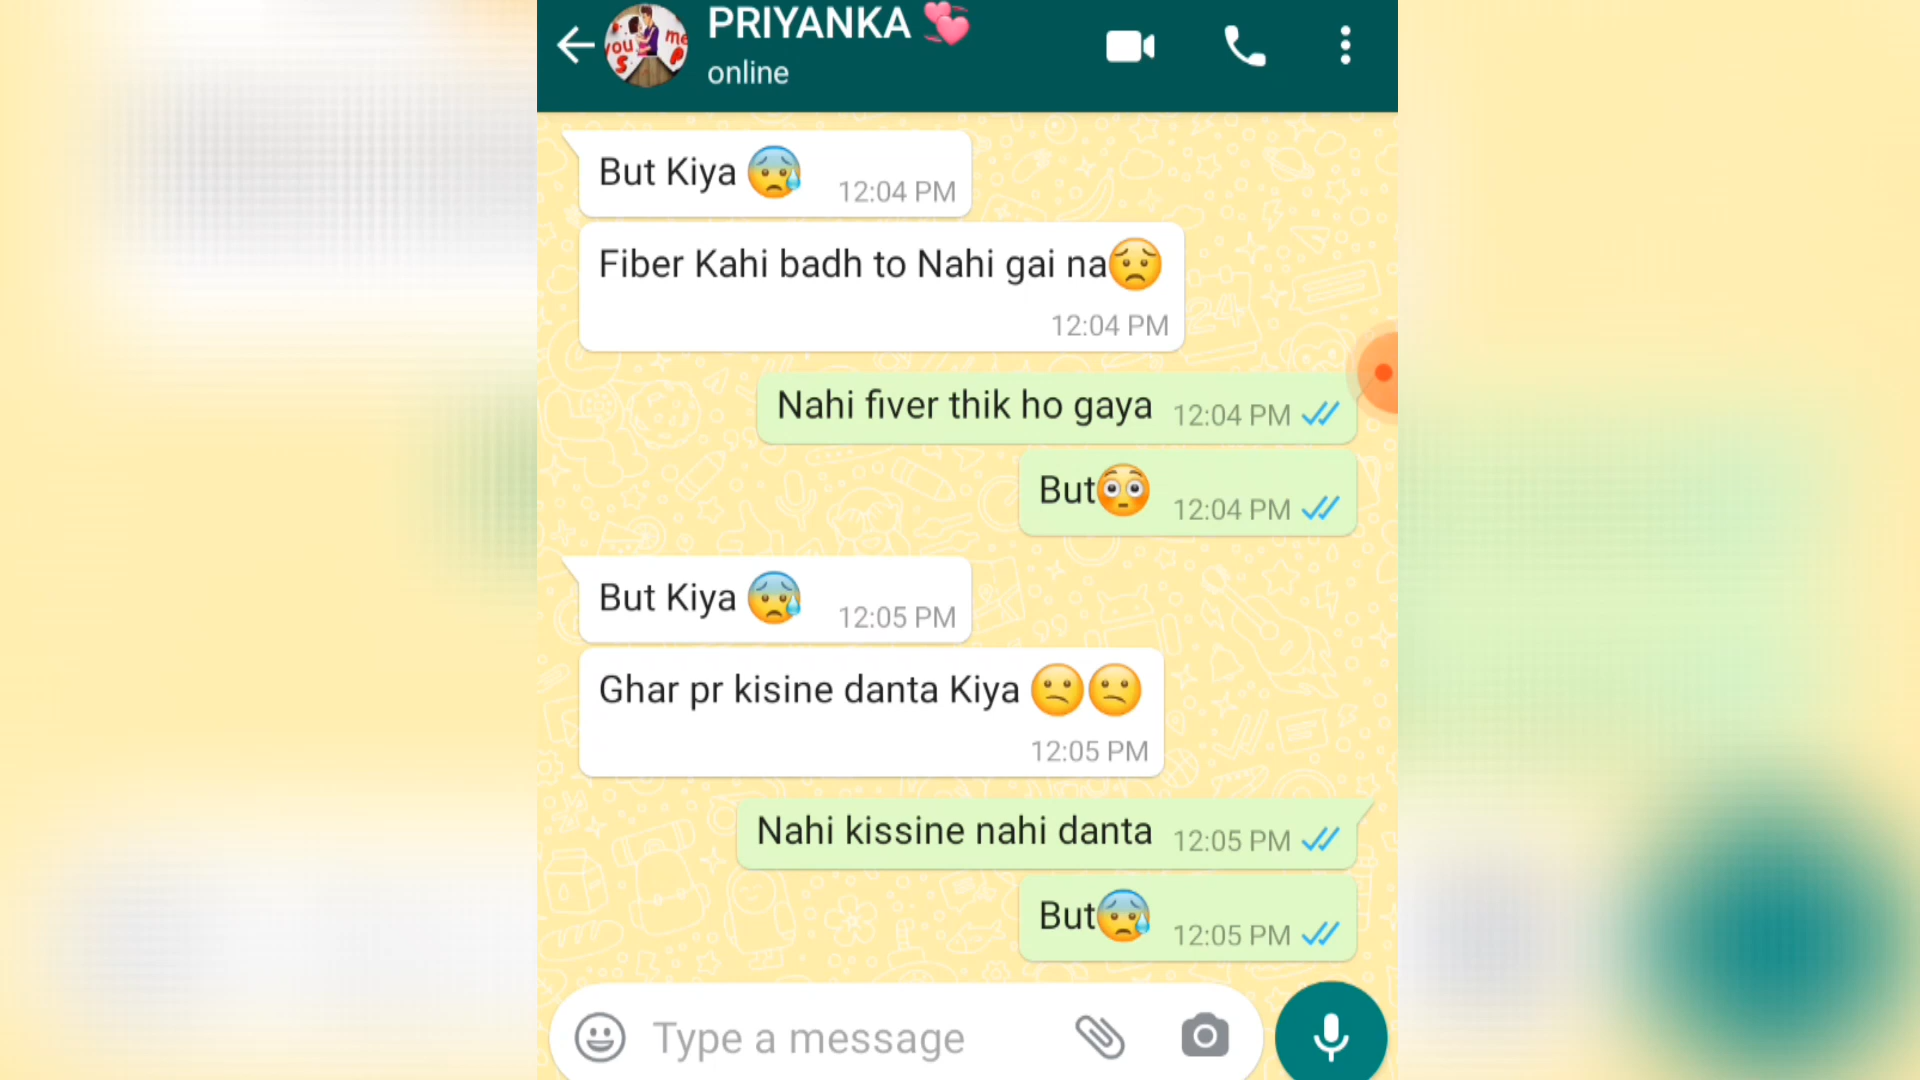 PRIYANKA 💞
online
you me
S P
But Kiya 😰 12:04 PM
Fiber Kahi badh to Nahi gai na😟
12:04 PM
Nahi fiver thik ho gaya 12:04 PM
But😳 12:04 PM
But Kiya 😰 12:05 PM
Ghar pr kisine danta Kiya 😕😕
12:05 PM
Nahi kissine nahi danta 12:05 PM
But😰 12:05 PM
Type a message